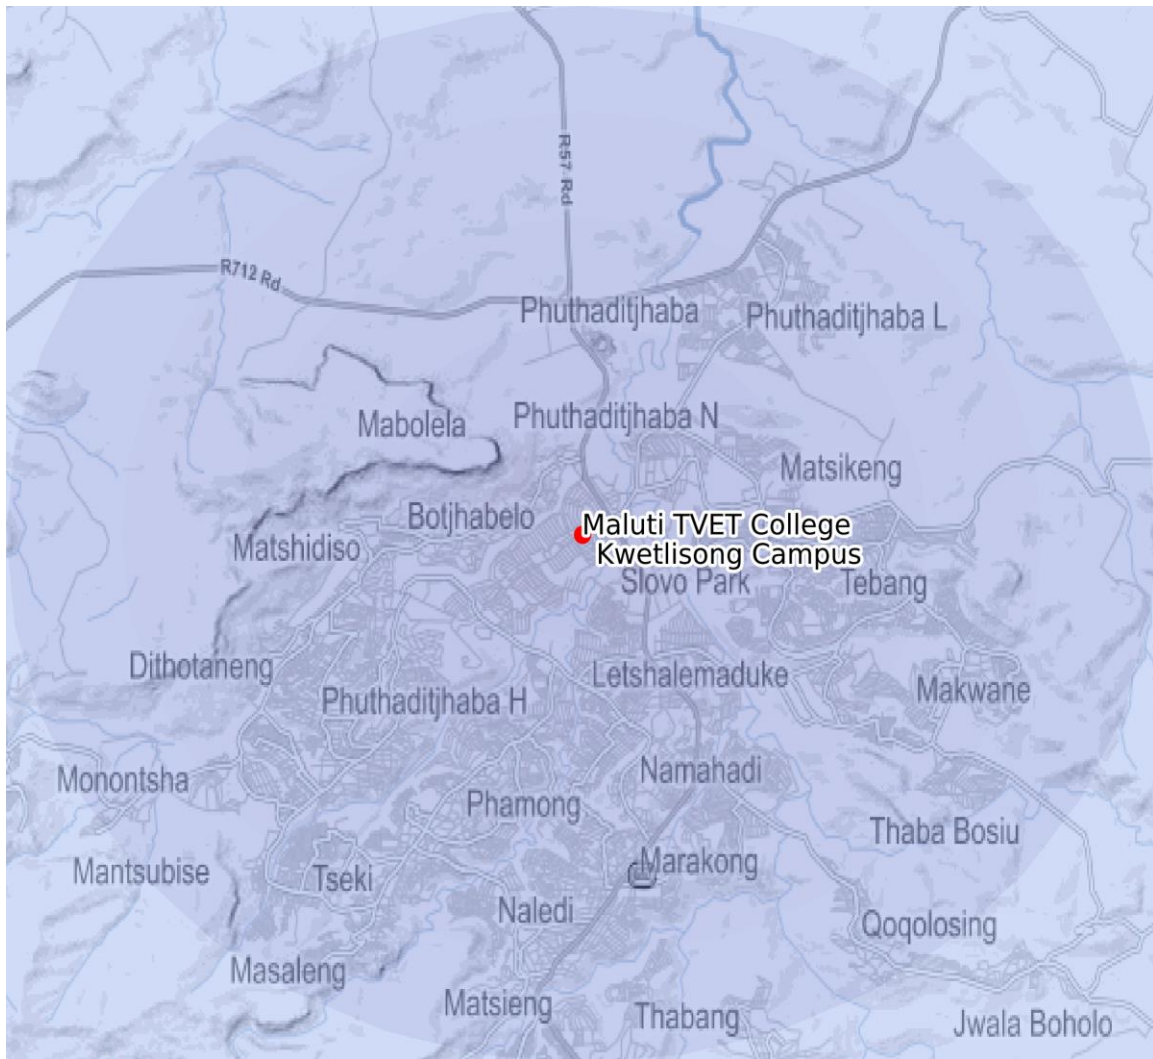 R57 Rd
R712 Rd
Phuthaditjhaba
Phuthaditjhaba L
Mabolela
Phuthaditjhaba N
Matsikeng
Botjhabelo
Maluti TVET College
Kwetlisong Campus
Matshidiso
Slovo Park
Tebang
Dithotaneng
Letshalemaduke
Phuthaditjhaba H
Makwane
Monontsha
Namahadi
Phamong
Thaba Bosiu
Mantsubise
Tseki
Marakong
Naledi
Qoqolosing
Masaleng
Matsieng
Thabang
Jwala Boholo